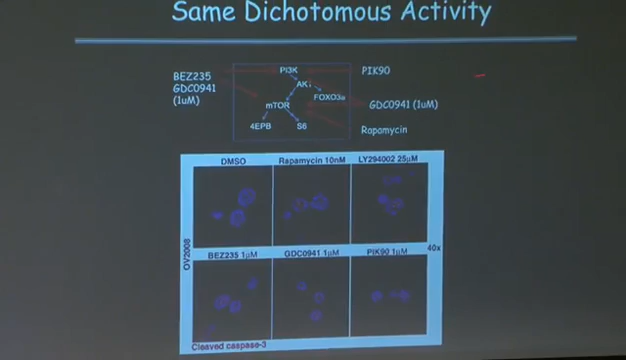 Same Dichotomous Activity
BEZ235
GDC0941
(1uM)
PI3K
AKt
mTOR
FOXO3a
4EPB
S6
PIK90
GDC0941 (1uM)
Rapamycin
DMSO
Rapamycin 10nM
LY294002 25µM
OV2008
BEZ235 1µM
GDC0941 1µM
PIK90 1µM
40x
Cleaved caspase-3